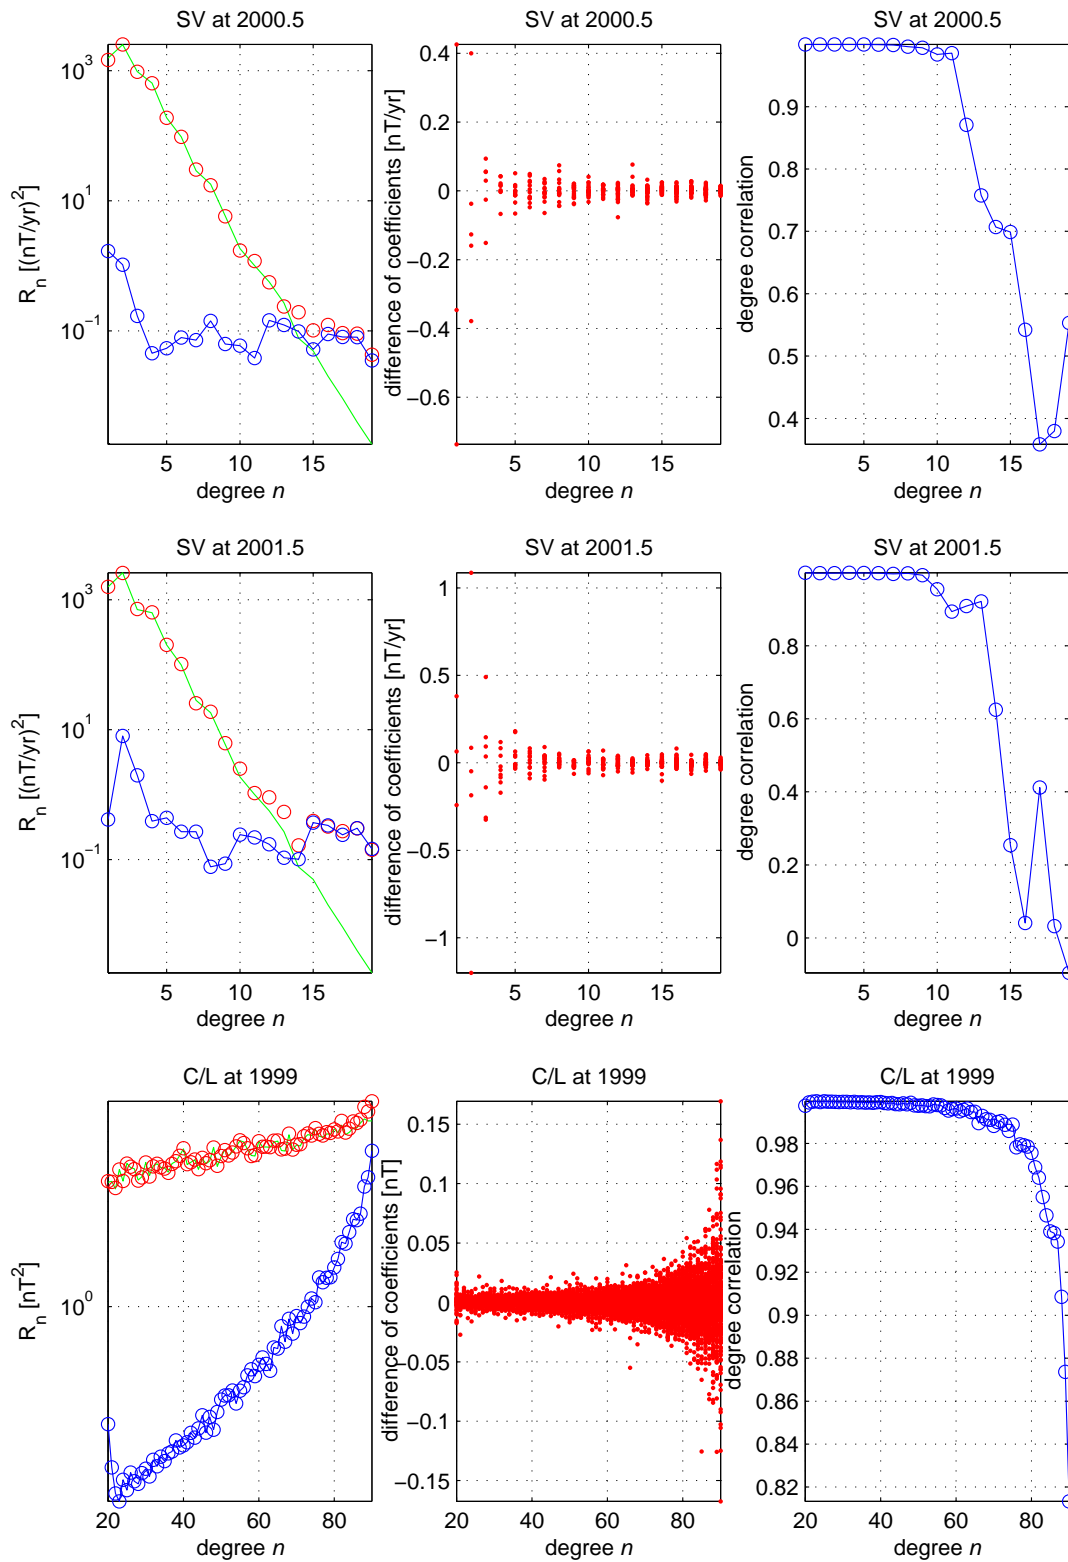 SV at 2000.5
R_n [(nT/yr)^2]
10^3
10^1
10^−1
5 10 15
degree n
SV at 2000.5
difference of coefficients [nT/yr]
0.4
0.2
0
−0.2
−0.4
−0.6
5 10 15
degree n
SV at 2000.5
degree correlation
0.9
0.8
0.7
0.6
0.5
0.4
5 10 15
degree n
SV at 2001.5
R_n [(nT/yr)^2]
10^3
10^1
10^−1
5 10 15
degree n
SV at 2001.5
difference of coefficients [nT/yr]
1
0.5
0
−0.5
−1
5 10 15
degree n
SV at 2001.5
degree correlation
0.8
0.6
0.4
0.2
0
5 10 15
degree n
C/L at 1999
R_n [nT^2]
10^0
20 40 60 80
degree n
C/L at 1999
difference of coefficients [nT]
0.15
0.1
0.05
0
−0.05
−0.1
−0.15
20 40 60 80
degree n
C/L at 1999
degree correlation
0.98
0.96
0.94
0.92
0.9
0.88
0.86
0.84
0.82
20 40 60 80
degree n